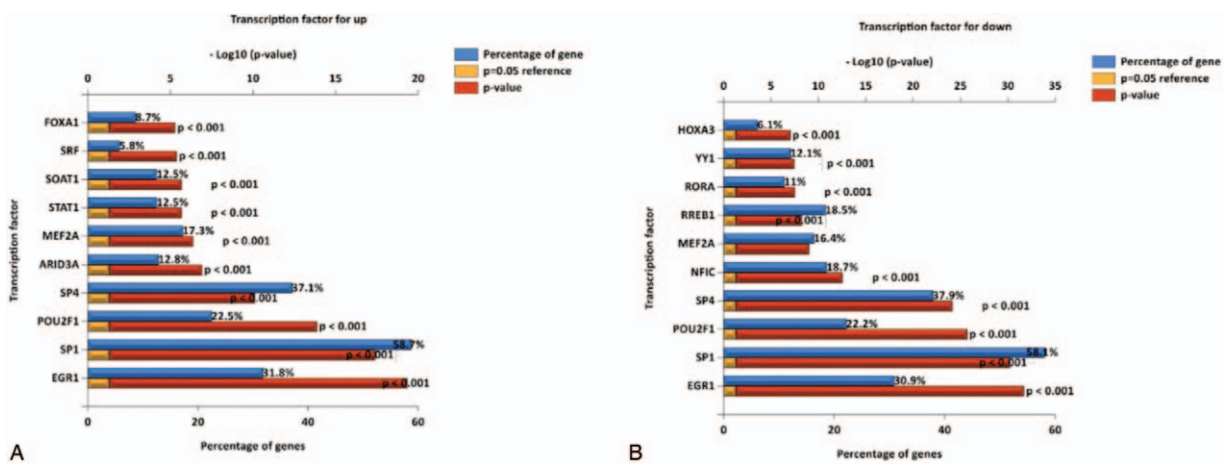 Transcription factor for up
- Log10 (p-value)
0 5 10 15 20
Percentage of gene
p=0.05 reference
p-value
Transcription factor
FOXA1 8.7% p < 0.001
SRF 5.8% p < 0.001
SOAT1 12.5% p < 0.001
STAT1 12.5% p < 0.001
MEF2A 17.3% p < 0.001
ARID3A 12.8% p < 0.001
SP4 37.1% p < 0.001
POU2F1 22.5% p < 0.001
SP1 58.7% p < 0.001
EGR1 31.8% p < 0.001
0 20 40 60
Percentage of genes
A
Transcription factor for down
- Log10 (p-value)
0 5 10 15 20 25 30 35
Percentage of gene
p=0.05 reference
p-value
Transcription factor
HOXA3 6.1% p < 0.001
YY1 12.1% p < 0.001
RORA 11% p < 0.001
RREB1 18.5% p < 0.001
MEF2A 16.4%
NFIC 18.7% p < 0.001
SP4 37.9% p < 0.001
POU2F1 22.2% p < 0.001
SP1 58.1% p < 0.001
EGR1 30.9% p < 0.001
0 20 40 60
Percentage of genes
B